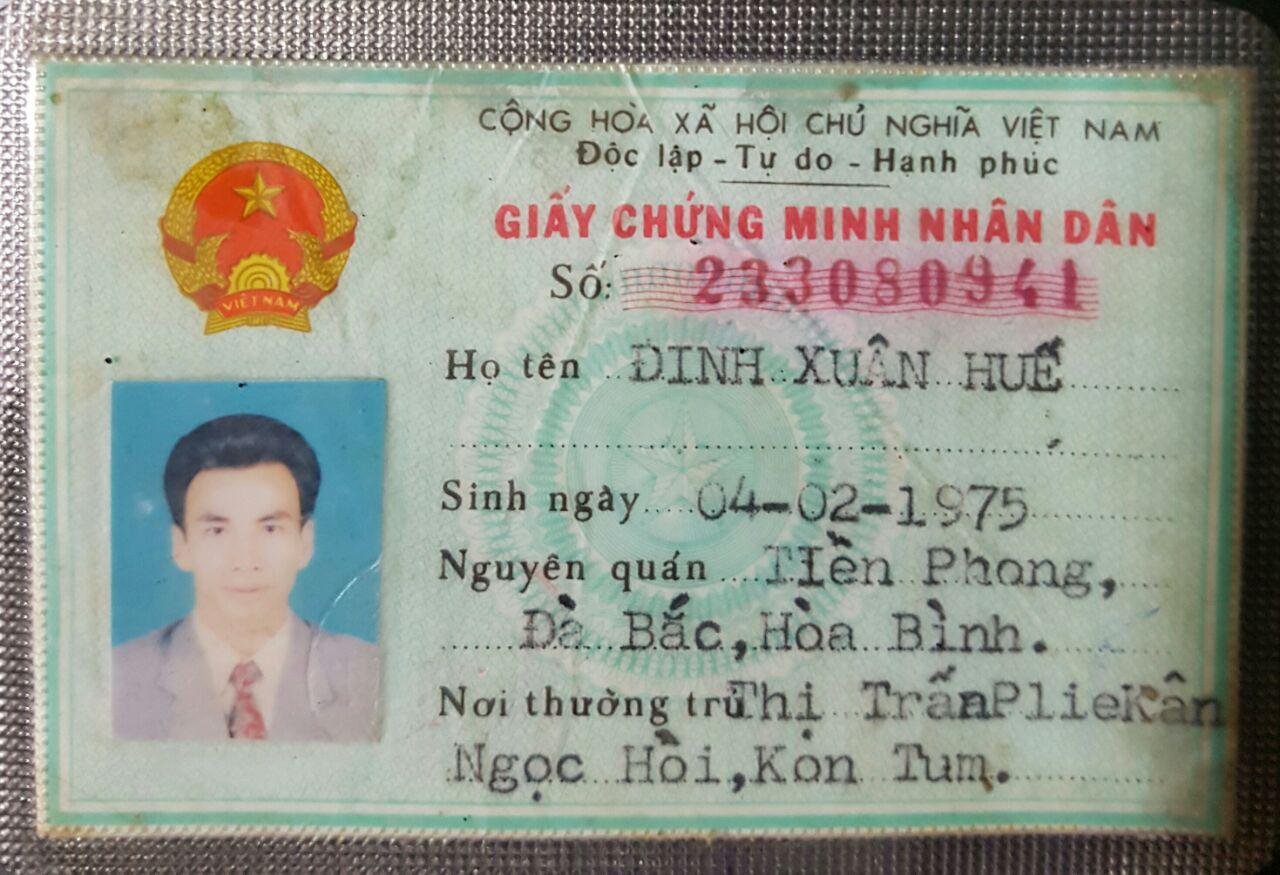 CỘNG HÒA XÃ HỘI CHỦ NGHĨA VIỆT NAM
Độc lập - Tự do - Hạnh phúc
GIẤY CHỨNG MINH NHÂN DÂN
Số: 233080941
VIỆT NAM
Họ tên ĐINH XUÂN HUẾ
Sinh ngày 04-02-1975
Nguyên quán Tiền Phong,
Đà Bắc, Hòa Bình.
Nơi thường trú Thị Trấn PlieKân
Ngọc Hồi, Kon Tum.